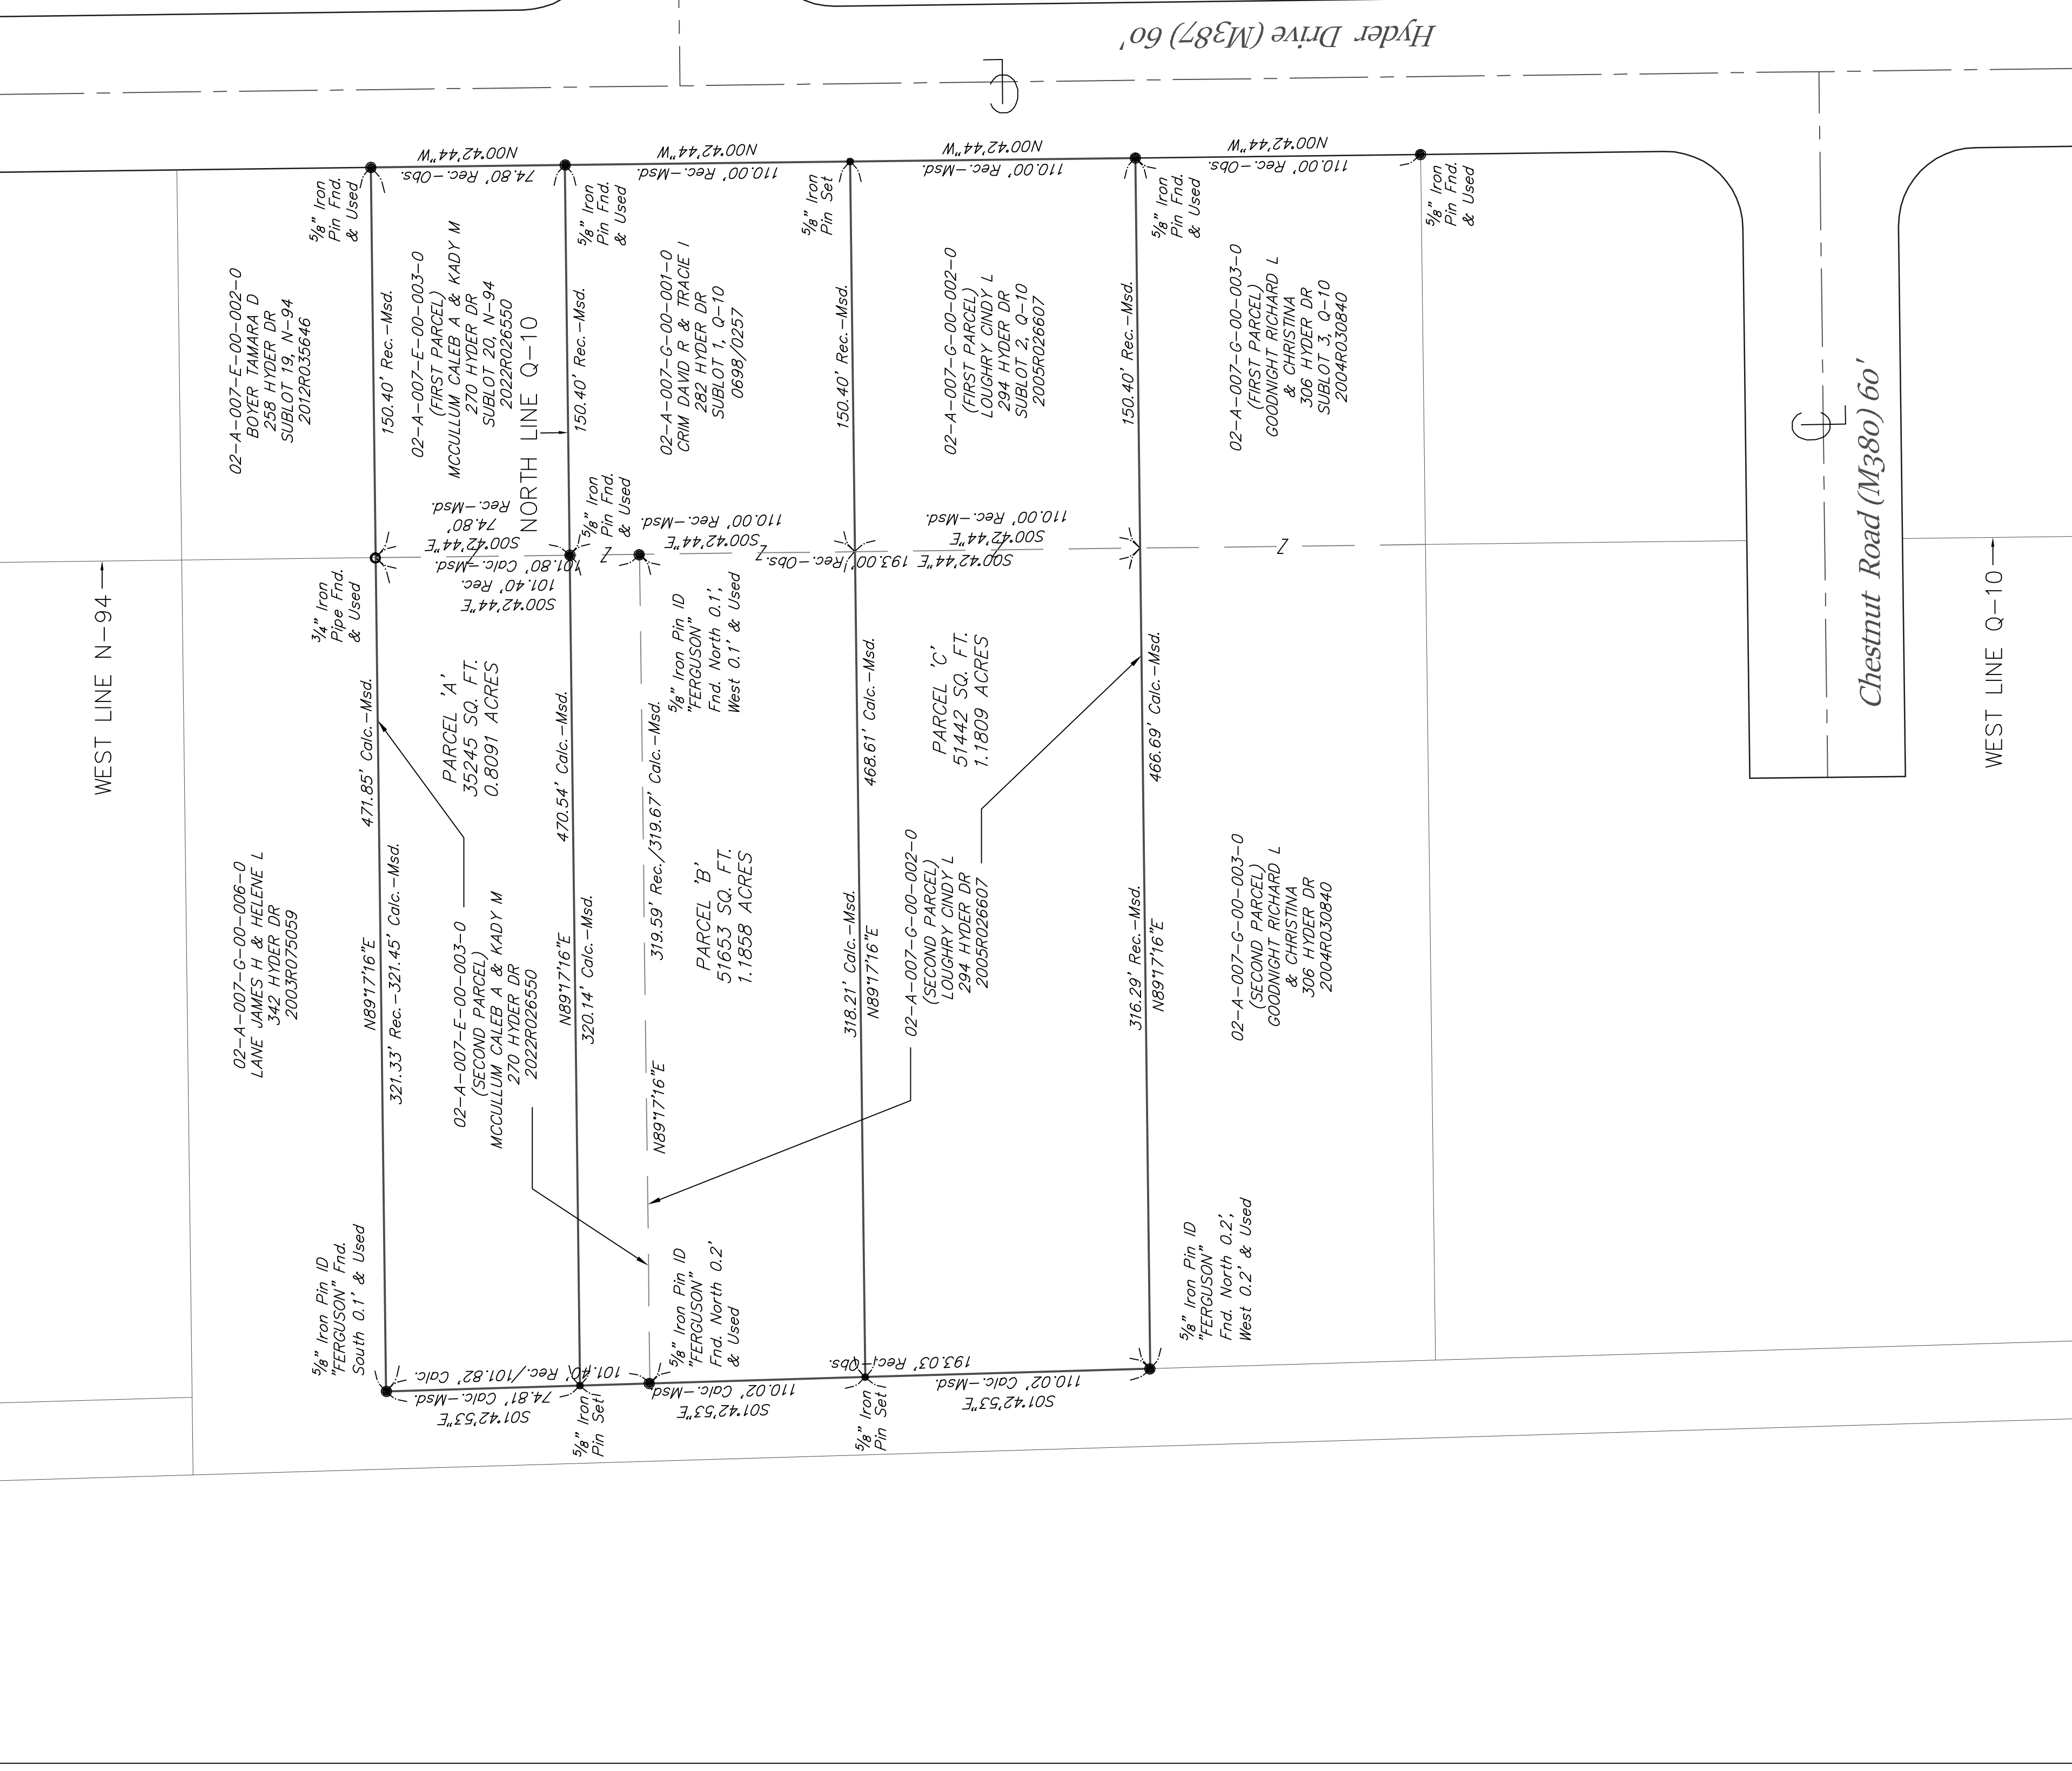 Hyder Drive (M387) 60'
N00°42'44"W
74.80' Rec.-Obs.
N00°42'44"W
110.00' Rec.-Msd.
N00°42'44"W
110.00' Rec.-Msd.
N00°42'44"W
110.00' Rec.-Obs.
5/8" Iron
Pin Fnd.
& Used
5/8" Iron
Pin Fnd.
& Used
5/8" Iron
Pin Set
5/8" Iron
Pin Fnd.
& Used
5/8" Iron
Pin Fnd.
& Used
02-A-007-E-00-002-0
BOYER TAMARA D
258 HYDER DR
SUBLOT 19, N-94
2012R035646
150.40' Rec.-Msd.
02-A-007-E-00-003-0
(FIRST PARCEL)
MCCULLUM CALEB A & KADY M
270 HYDER DR
SUBLOT 20, N-94
2022R026550
NORTH LINE Q-10
150.40' Rec.-Msd.
02-A-007-G-00-001-0
CRIM DAVID R & TRACIE I
282 HYDER DR
SUBLOT 1, Q-10
0698/0257
150.40' Rec.-Msd.
02-A-007-G-00-002-0
(FIRST PARCEL)
LOUGHRY CINDY L
294 HYDER DR
SUBLOT 2, Q-10
2005R026607
150.40' Rec.-Msd.
02-A-007-G-00-003-0
(FIRST PARCEL)
GOODNIGHT RICHARD L
& CHRISTINA
306 HYDER DR
SUBLOT 3, Q-10
2004R030840
Chestnut Road (M380) 60'
S00°42'44"E
74.80'
Rec.-Msd.
5/8" Iron
Pin Fnd.
& Used
S00°42'44"E
110.00' Rec.-Msd.
S00°42'44"E
110.00' Rec.-Msd.
S00°42'44"E
101.40' Rec.
101.80' Calc.-Msd.
S00°42'44"E 193.00' Rec.-Obs.
Z
Z
Z
Z
Z
WEST LINE N-94
3/4" Iron
Pipe Fnd.
& Used
5/8" Iron Pin ID
"FERGUSON"
Fnd. North 0.1',
West 0.1' & Used
WEST LINE Q-10
471.85' Calc.-Msd.
PARCEL 'A'
35245 SQ. FT.
0.8091 ACRES
470.54' Calc.-Msd.
319.59' Rec./319.67' Calc.-Msd.
PARCEL 'B'
51653 SQ. FT.
1.1858 ACRES
468.61' Calc.-Msd.
PARCEL 'C'
51442 SQ. FT.
1.1809 ACRES
466.69' Calc.-Msd.
02-A-007-G-00-006-0
LANE JAMES H & HELENE L
342 HYDER DR
2003R075059
N89°17'16"E
321.33' Rec.-321.45' Calc.-Msd.
02-A-007-E-00-003-0
(SECOND PARCEL)
MCCULLUM CALEB A & KADY M
270 HYDER DR
2022R026550
N89°17'16"E
320.14' Calc.-Msd.
N89°17'16"E
318.21' Calc.-Msd.
N89°17'16"E
02-A-007-G-00-002-0
(SECOND PARCEL)
LOUGHRY CINDY L
294 HYDER DR
2005R026607
316.29' Rec.-Msd.
N89°17'16"E
02-A-007-G-00-003-0
(SECOND PARCEL)
GOODNIGHT RICHARD L
& CHRISTINA
306 HYDER DR
2004R030840
5/8" Iron Pin ID
"FERGUSON" Fnd.
South 0.1' & Used
5/8" Iron Pin ID
"FERGUSON"
Fnd. North 0.2'
& Used
5/8" Iron Pin ID
"FERGUSON"
Fnd. North 0.2',
West 0.2' & Used
101.40' Rec./101.82' Calc.
193.03' Rec.-Obs.
S01°42'53"E
74.81' Calc.-Msd.
5/8" Iron
Pin Set
S01°42'53"E
110.02' Calc.-Msd.
5/8" Iron
Pin Set
S01°42'53"E
110.02' Calc.-Msd.